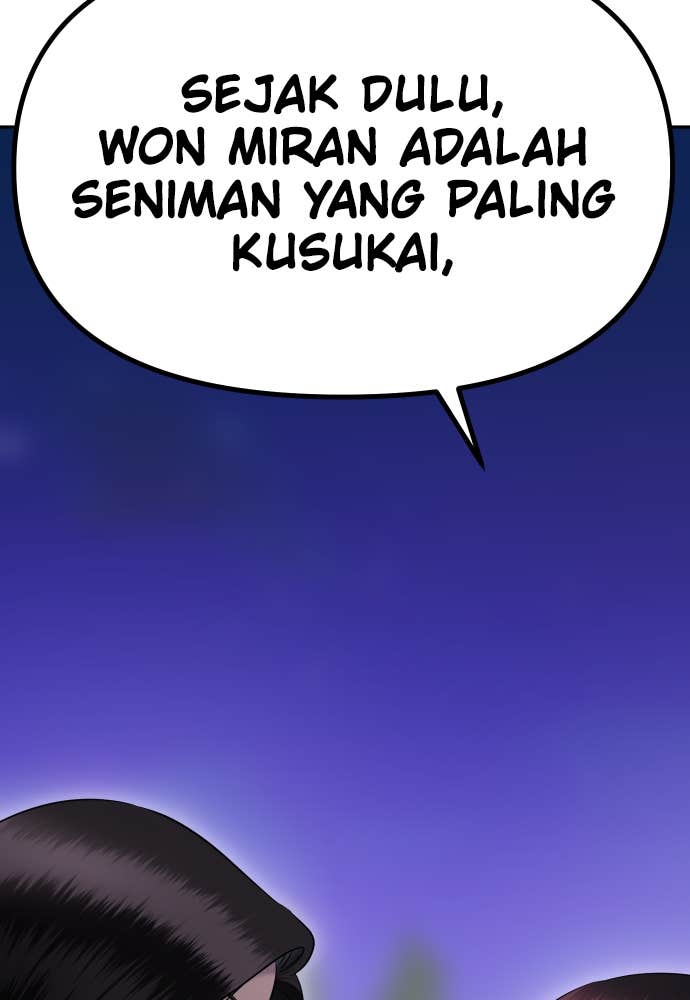 SEJAK DULU,
WON MIRAN ADALAH
SENIMAN YANG PALING
KUSUKAI,